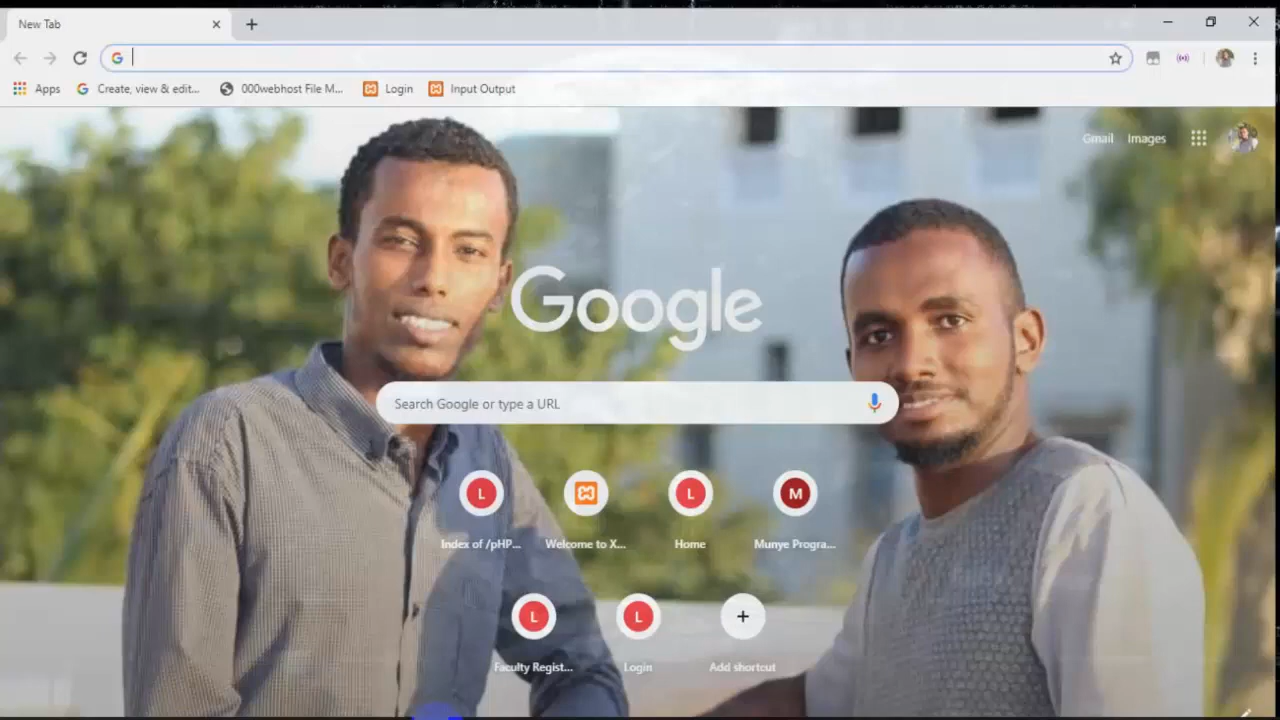 New Tab
Apps
Create, view & edit...
000webhost File M...
Login
Input Output
Gmail
Images
Google
Search Google or type a URL
L
L
M
Index of /pHP...
Welcome to X...
Home
Munye Progra...
L
L
Faculty Regist...
Login
Add shortcut